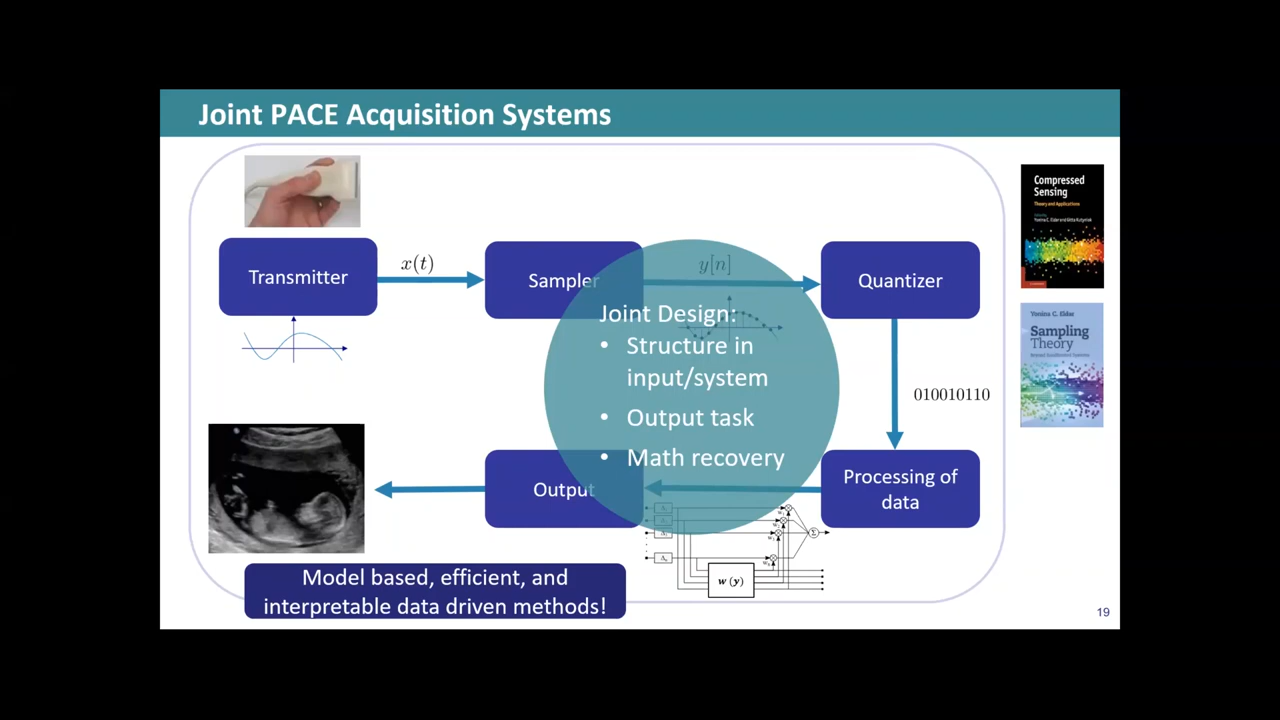 Joint PACE Acquisition Systems
Transmitter
x(t)
Sampler
y[n]
Quantizer
Joint Design:
• Structure in
input/system
• Output task
• Math recovery
010010110
Processing of
data
Output
w (y)
Σ
Model based, efficient, and
interpretable data driven methods!
Compressed
Sensing
Theory and Applications
Yonina C. Eldar
Sampling
Theory
19